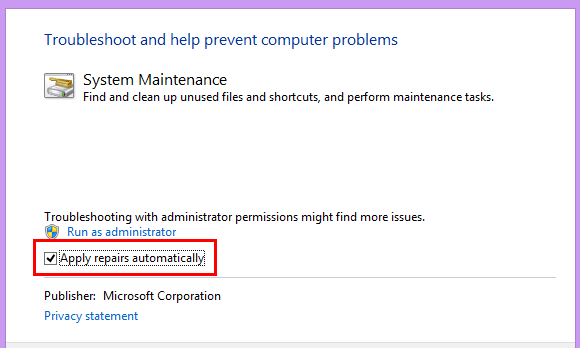 Troubleshoot and help prevent computer problems
System Maintenance
Find and clean up unused files and shortcuts, and perform maintenance tasks.
Troubleshooting with administrator permissions might find more issues.
Run as administrator
Apply repairs automatically
Publisher: Microsoft Corporation
Privacy statement